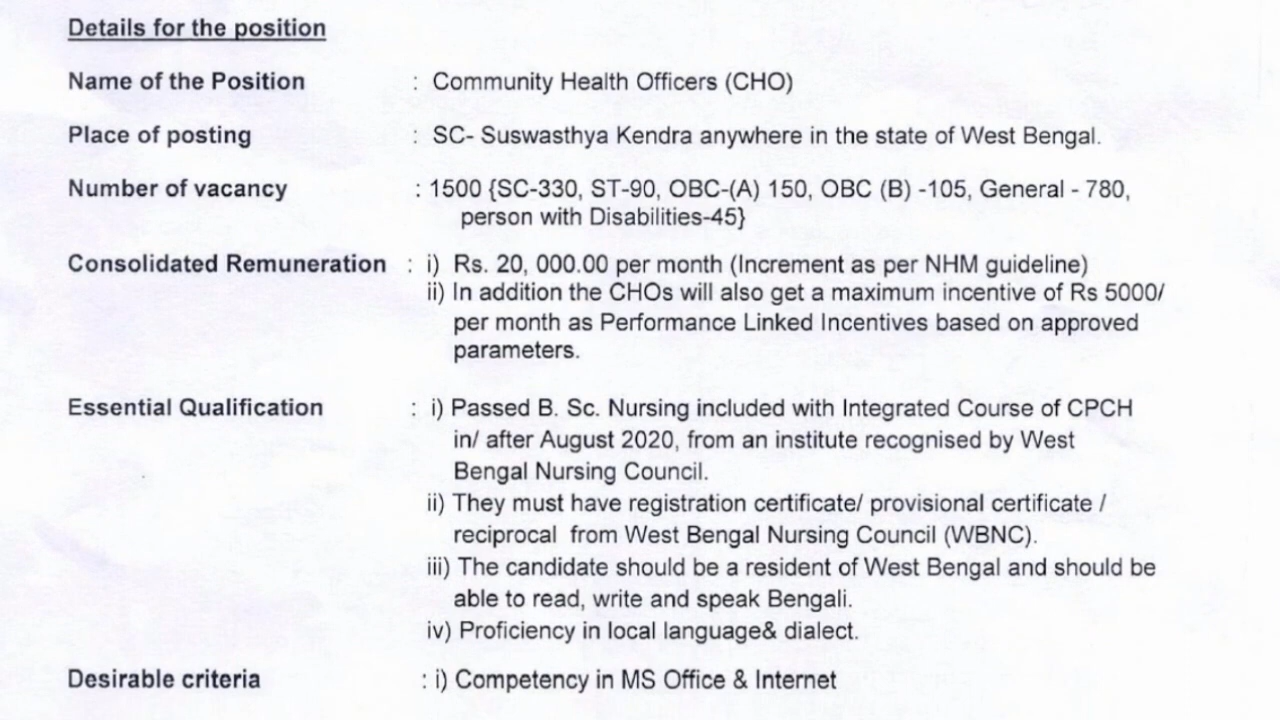 Details for the position
Name of the Position : Community Health Officers (CHO)
Place of posting : SC- Suswasthya Kendra anywhere in the state of West Bengal.
Number of vacancy : 1500 {SC-330, ST-90, OBC-(A) 150, OBC (B) -105, General - 780,
person with Disabilities-45}
Consolidated Remuneration : i) Rs. 20, 000.00 per month (Increment as per NHM guideline)
ii) In addition the CHOs will also get a maximum incentive of Rs 5000/
per month as Performance Linked Incentives based on approved
parameters.
Essential Qualification : i) Passed B. Sc. Nursing included with Integrated Course of CPCH
in/ after August 2020, from an institute recognised by West
Bengal Nursing Council.
ii) They must have registration certificate/ provisional certificate /
reciprocal from West Bengal Nursing Council (WBNC).
iii) The candidate should be a resident of West Bengal and should be
able to read, write and speak Bengali.
iv) Proficiency in local language& dialect.
Desirable criteria : i) Competency in MS Office & Internet